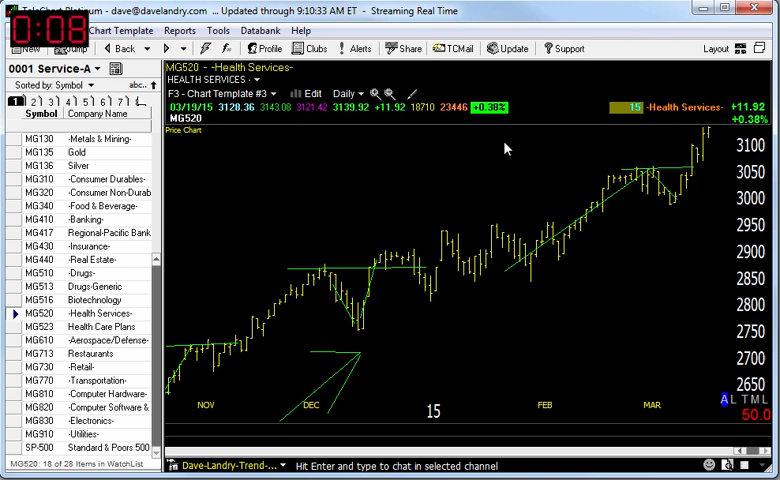 TeleChart Platinum - dave@davelandry.com ... Updated through 9:10:33 AM ET - Streaming Real Time
0:08
Jump Chart Template Reports Tools Databank Help
Back Profile Clubs Alerts Share TCMail Update Support Layout
0001 Service-A
Sorted by: Symbol abc..
1 2 3 4 5 6 7
Symbol Company Name
MG130 -Metals & Mining-
MG135 Gold
MG136 Silver
MG310 -Consumer Durables-
MG320 -Consumer Non-Durab
MG340 -Food & Beverage-
MG410 -Banking-
MG417 Regional-Pacific Bank
MG430 -Insurance-
MG440 -Real Estate-
MG510 -Drugs-
MG513 Drugs-Generic
MG516 Biotechnology
MG520 -Health Services-
MG523 Health Care Plans
MG610 -Aerospace/Defense-
MG713 Restaurants
MG730 -Retail-
MG770 -Transportation-
MG810 -Computer Hardware-
MG820 -Computer Software &
MG830 -Electronics-
MG910 -Utilities-
SP-500 Standard & Poors 500
MG520: 18 of 28 Items in WatchList
MG520 - -Health Services-
HEALTH SERVICES -
F3 - Chart Template #3 Edit Daily
03/19/15 3128.36 3143.08 3121.42 3139.92 +11.92 18710 23446 +0.38% 15 -Health Services- +11.92
MG520 +0.38%
Price Chart
3100
3050
3000
2950
2900
2850
2800
2750
2700
2650
NOV DEC 15 FEB MAR
A L T M L
50.0
Dave-Landry-Trend-... Hit Enter and type to chat in selected channel